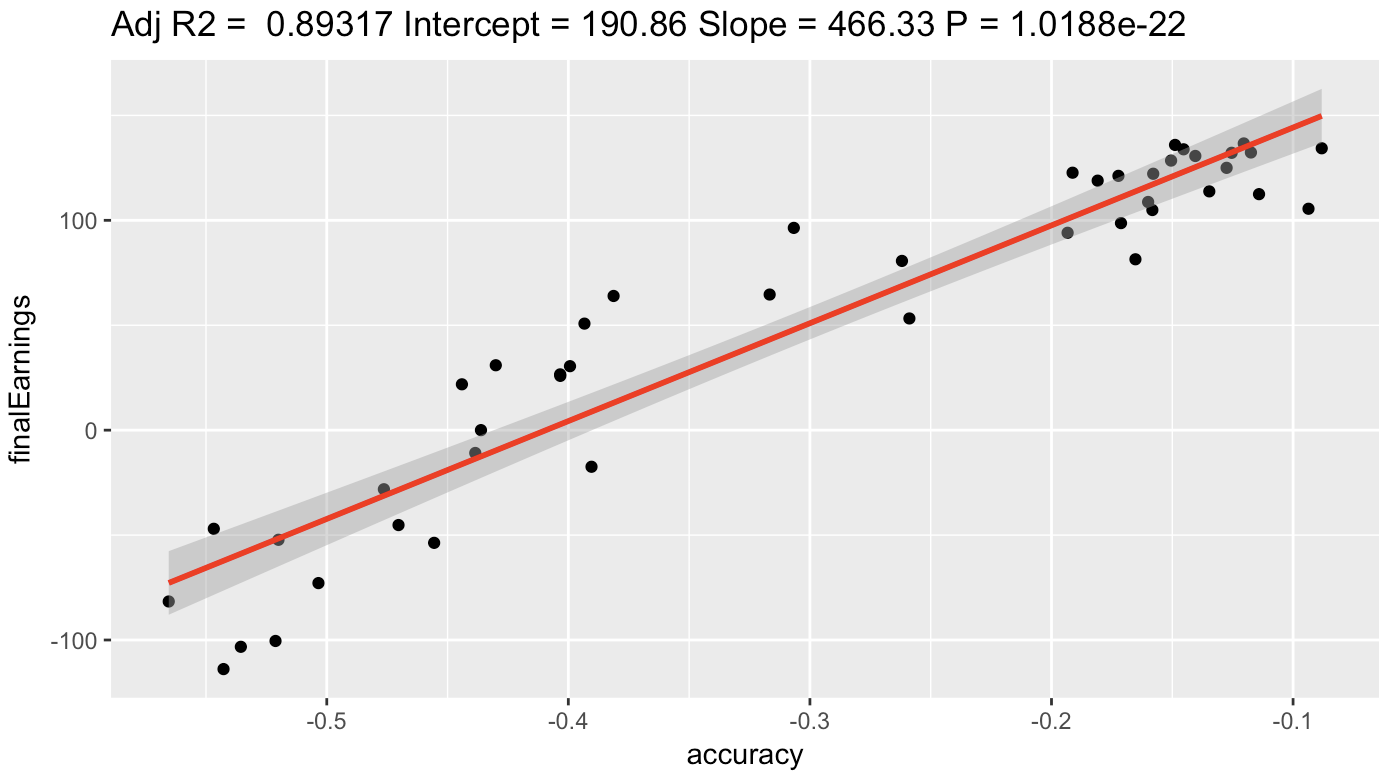 Adj R2 =  0.89317 Intercept = 190.86 Slope = 466.33 P = 1.0188e-22
finalEarnings
100
0
-100
-0.5 -0.4 -0.3 -0.2 -0.1
accuracy